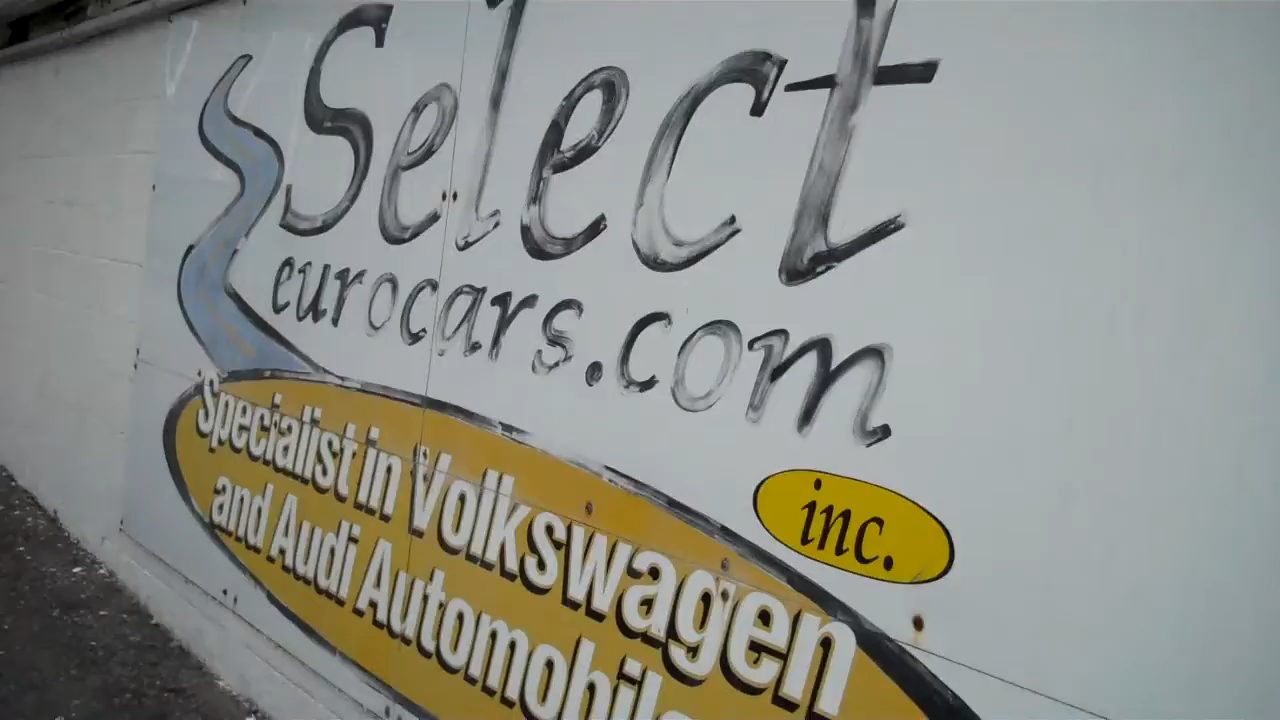 Select
eurocars.com
inc.
Specialist in Volkswagen
and Audi